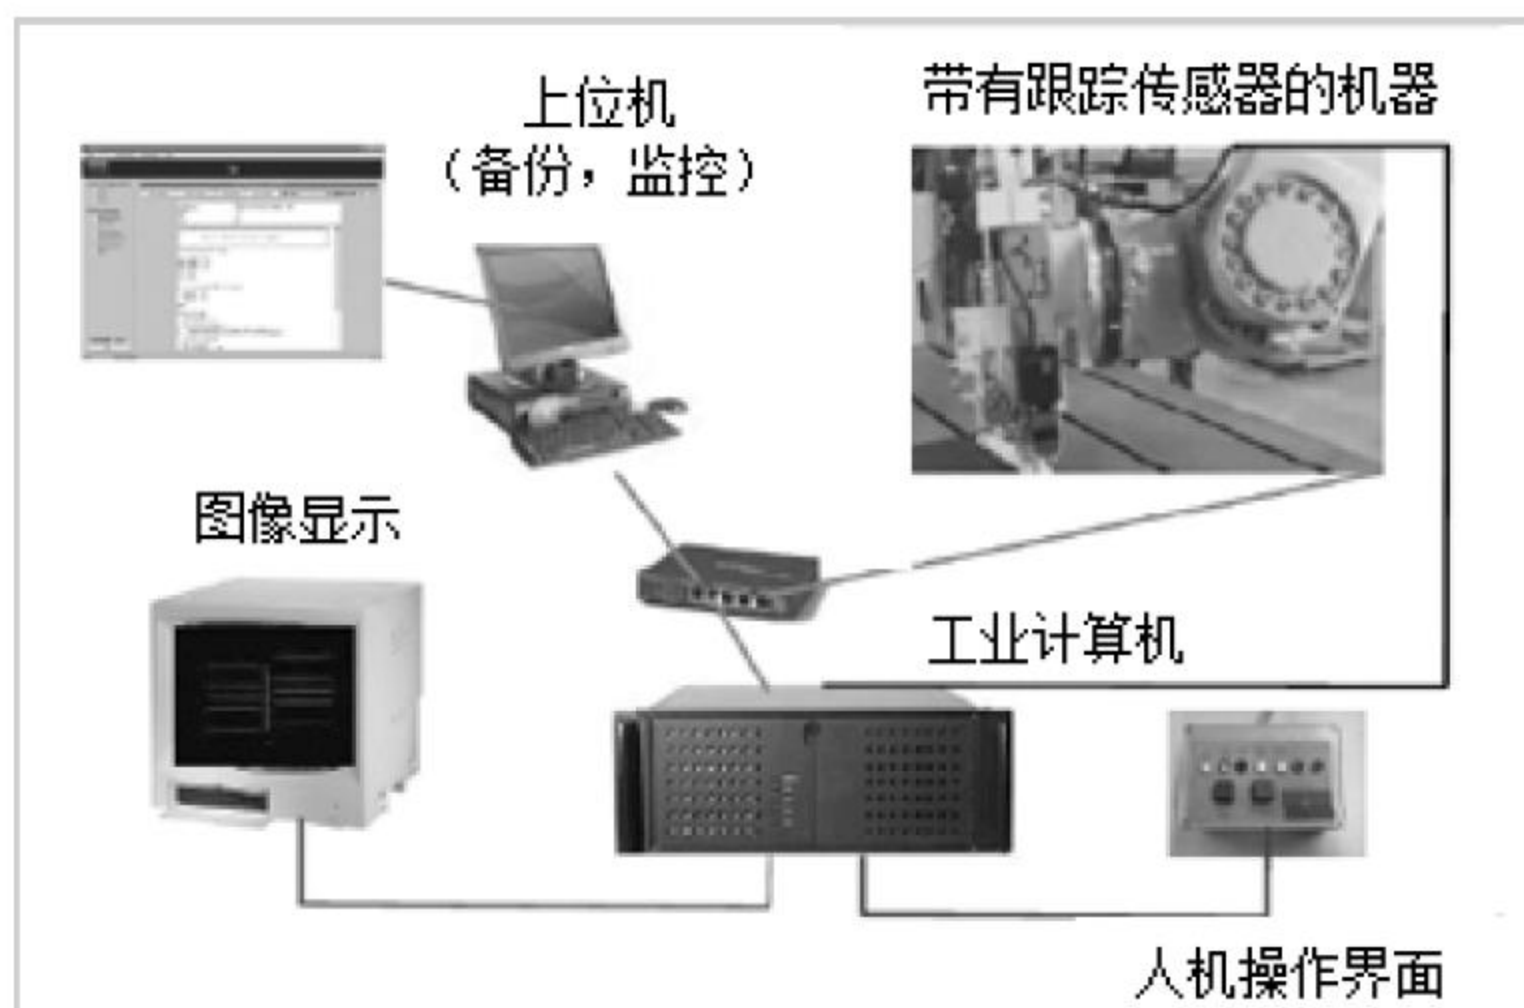 上位机
（备份，监控）
带有跟踪传感器的机器
图像显示
工业计算机
人机操作界面